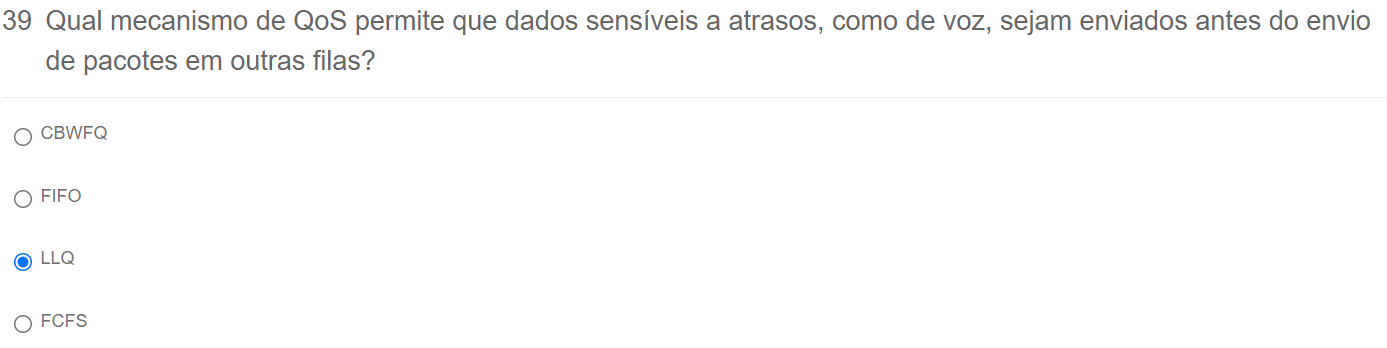 39 Qual mecanismo de QoS permite que dados sensíveis a atrasos, como de voz, sejam enviados antes do envio
de pacotes em outras filas?
CBWFQ
FIFO
LLQ
FCFS